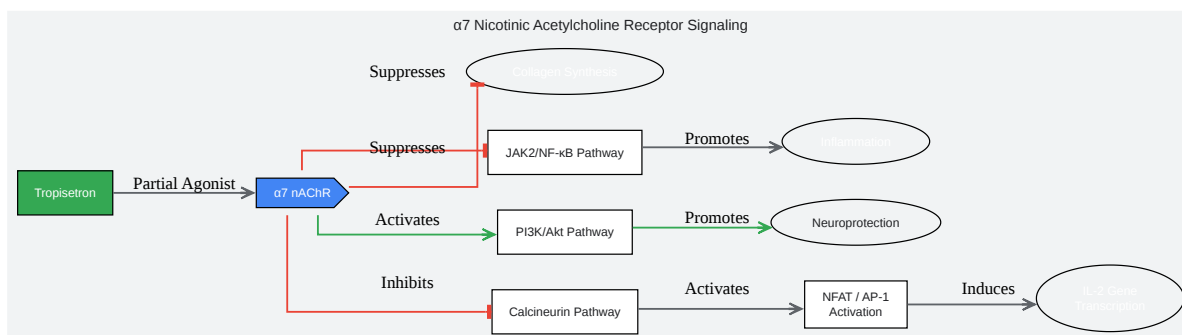 α7 Nicotinic Acetylcholine Receptor Signaling
Suppresses
Collagen Synthesis
Suppresses
JAK2/NF-κB Pathway
Promotes
Inflammation
Tropisetron
Partial Agonist
α7 nAChR
Activates
PI3K/Akt Pathway
Promotes
Neuroprotection
Inhibits
Calcineurin Pathway
Activates
NFAT / AP-1
Activation
Induces
IL-2 Gene
Transcription